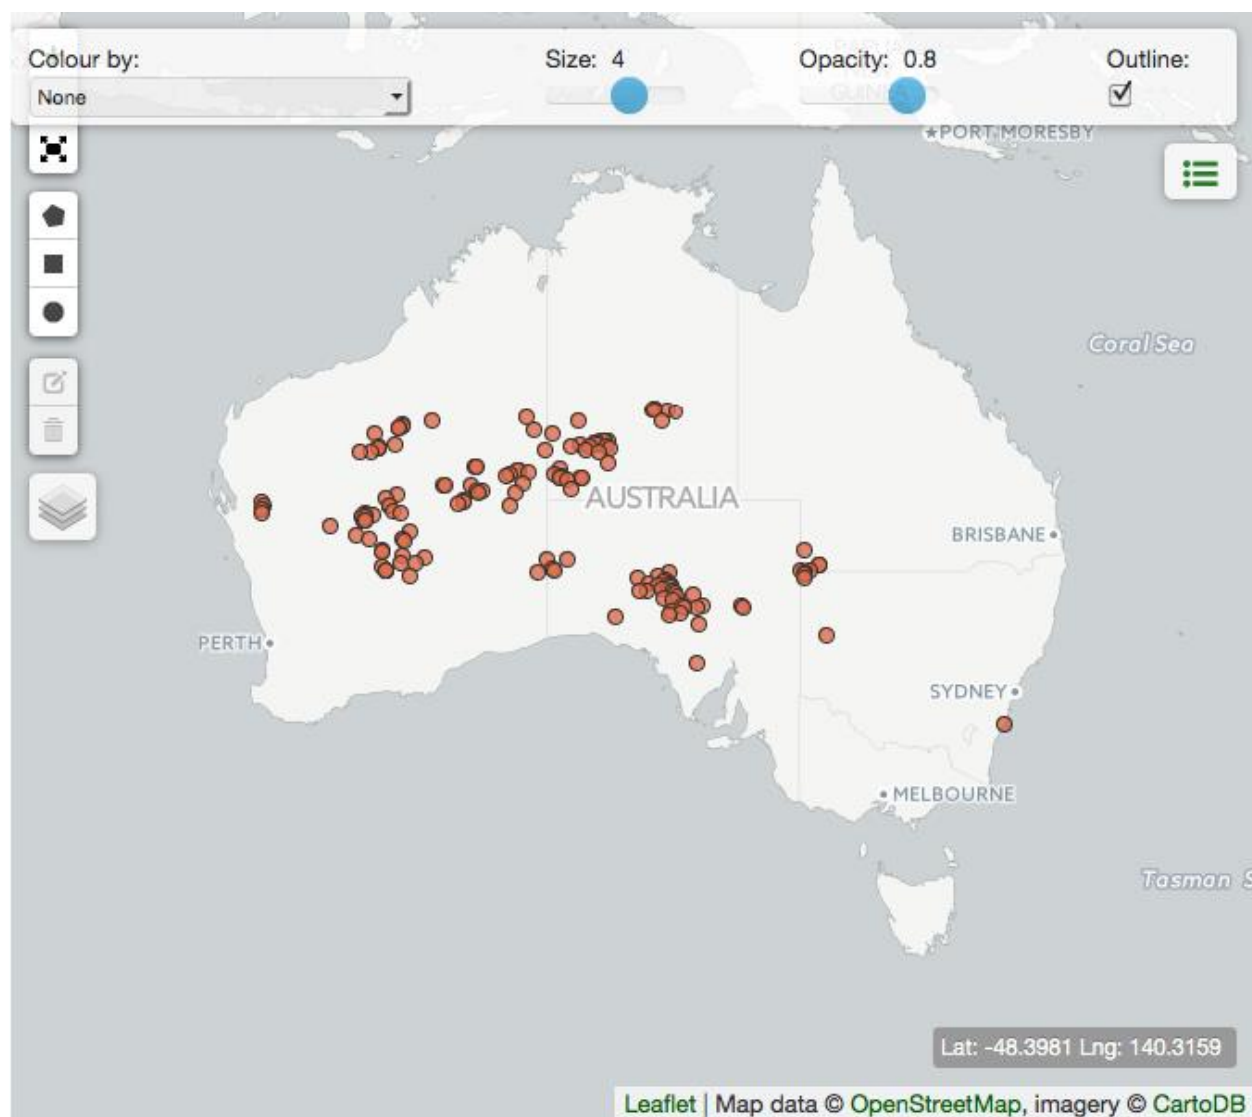 Colour by:
Size: 4
Opacity: 0.8
Outline:
None
GUINEA
PORT MORESBY
Coral Sea
AUSTRALIA
BRISBANE
PERTH
SYDNEY
MELBOURNE
Tasman S
Lat: -48.3981 Lng: 140.3159
Leaflet | Map data © OpenStreetMap, imagery © CartoDB